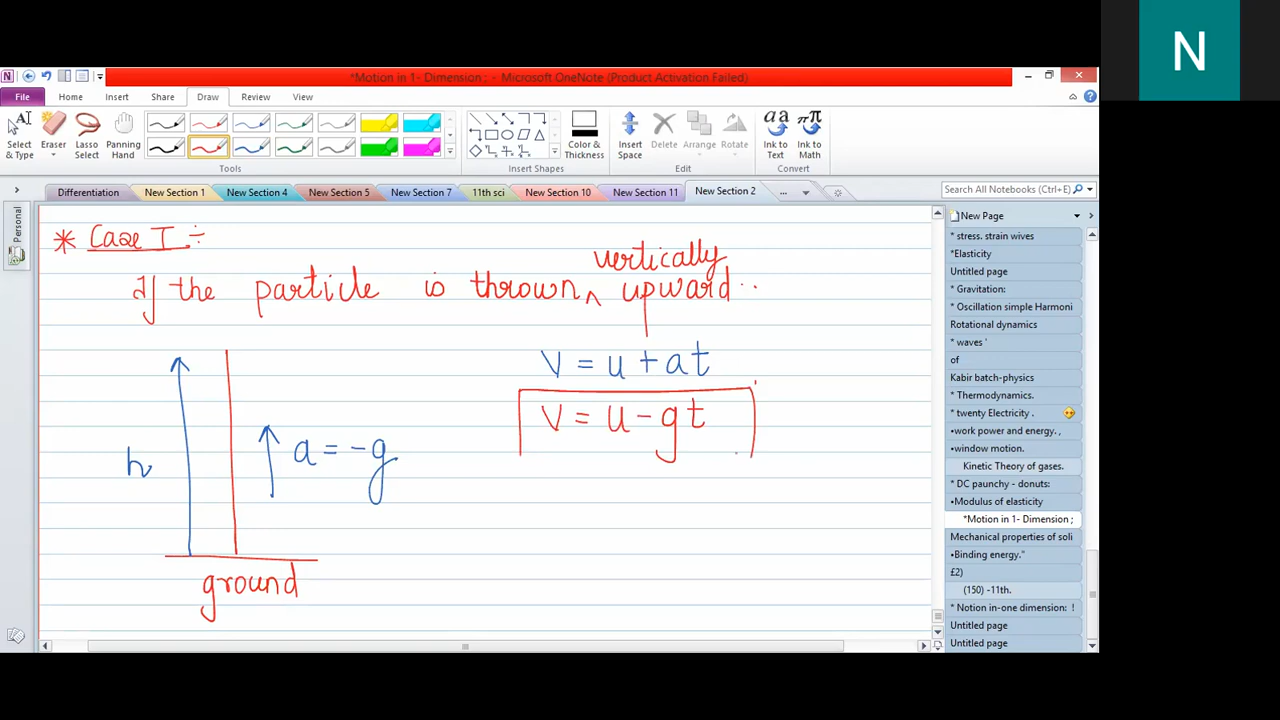 N
*Motion in 1- Dimension ; - Microsoft OneNote (Product Activation Failed)
File Home Insert Share Draw Review View
Select & Type
Eraser
Lasso Select
Panning Hand
Color & Thickness
Insert Space
Delete
Arrange
Rotate
Ink to Text
Ink to Math
Tools
Insert Shapes
Edit
Convert
Differentiation New Section 1 New Section 4 New Section 5 New Section 7 11th sci New Section 10 New Section 11 New Section 2 ...
Search All Notebooks (Ctrl+E)
Personal
* Case I :-
If the particle is thrown ^ vertically upward ..
V = u + at
V = u - gt
h
a = -g
ground
New Page
* stress. strain wives
*Elasticity
Untitled page
* Gravitation:
* Oscillation simple Harmoni
Rotational dynamics
* waves '
of
Kabir batch-physics
* Thermodynamics.
* twenty Electricity .
•work power and energy. ,
•window motion.
Kinetic Theory of gases.
* DC paunchy - donuts:
•Modulus of elasticity
*Motion in 1- Dimension ;
Mechanical properties of soli
•Binding energy."
£2)
(150) -11th.
* Notion in-one dimension: !
Untitled page
Untitled page